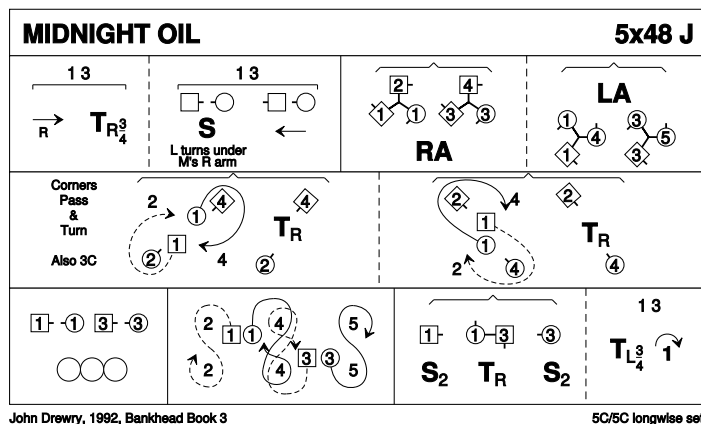 MIDNIGHT OIL 5x48 J
1 3
R T R 3/4
1 3
S
L turns under
M's R arm
2 4
1 1 3 3
RA
LA
1 3
4 5
1 3
Corners
Pass
&
Turn
Also 3C
2 4 4
1 T R
1
2 4 2
2 4 2
1 T R
1
2 4 4
1 1 3 3
2 1 1 4 5
2 4 3 3 5
1 1 3 3
S2 T R S2
1 3
T L 3/4 1
John Drewry, 1992, Bankhead Book 3 5C/5C longwise set